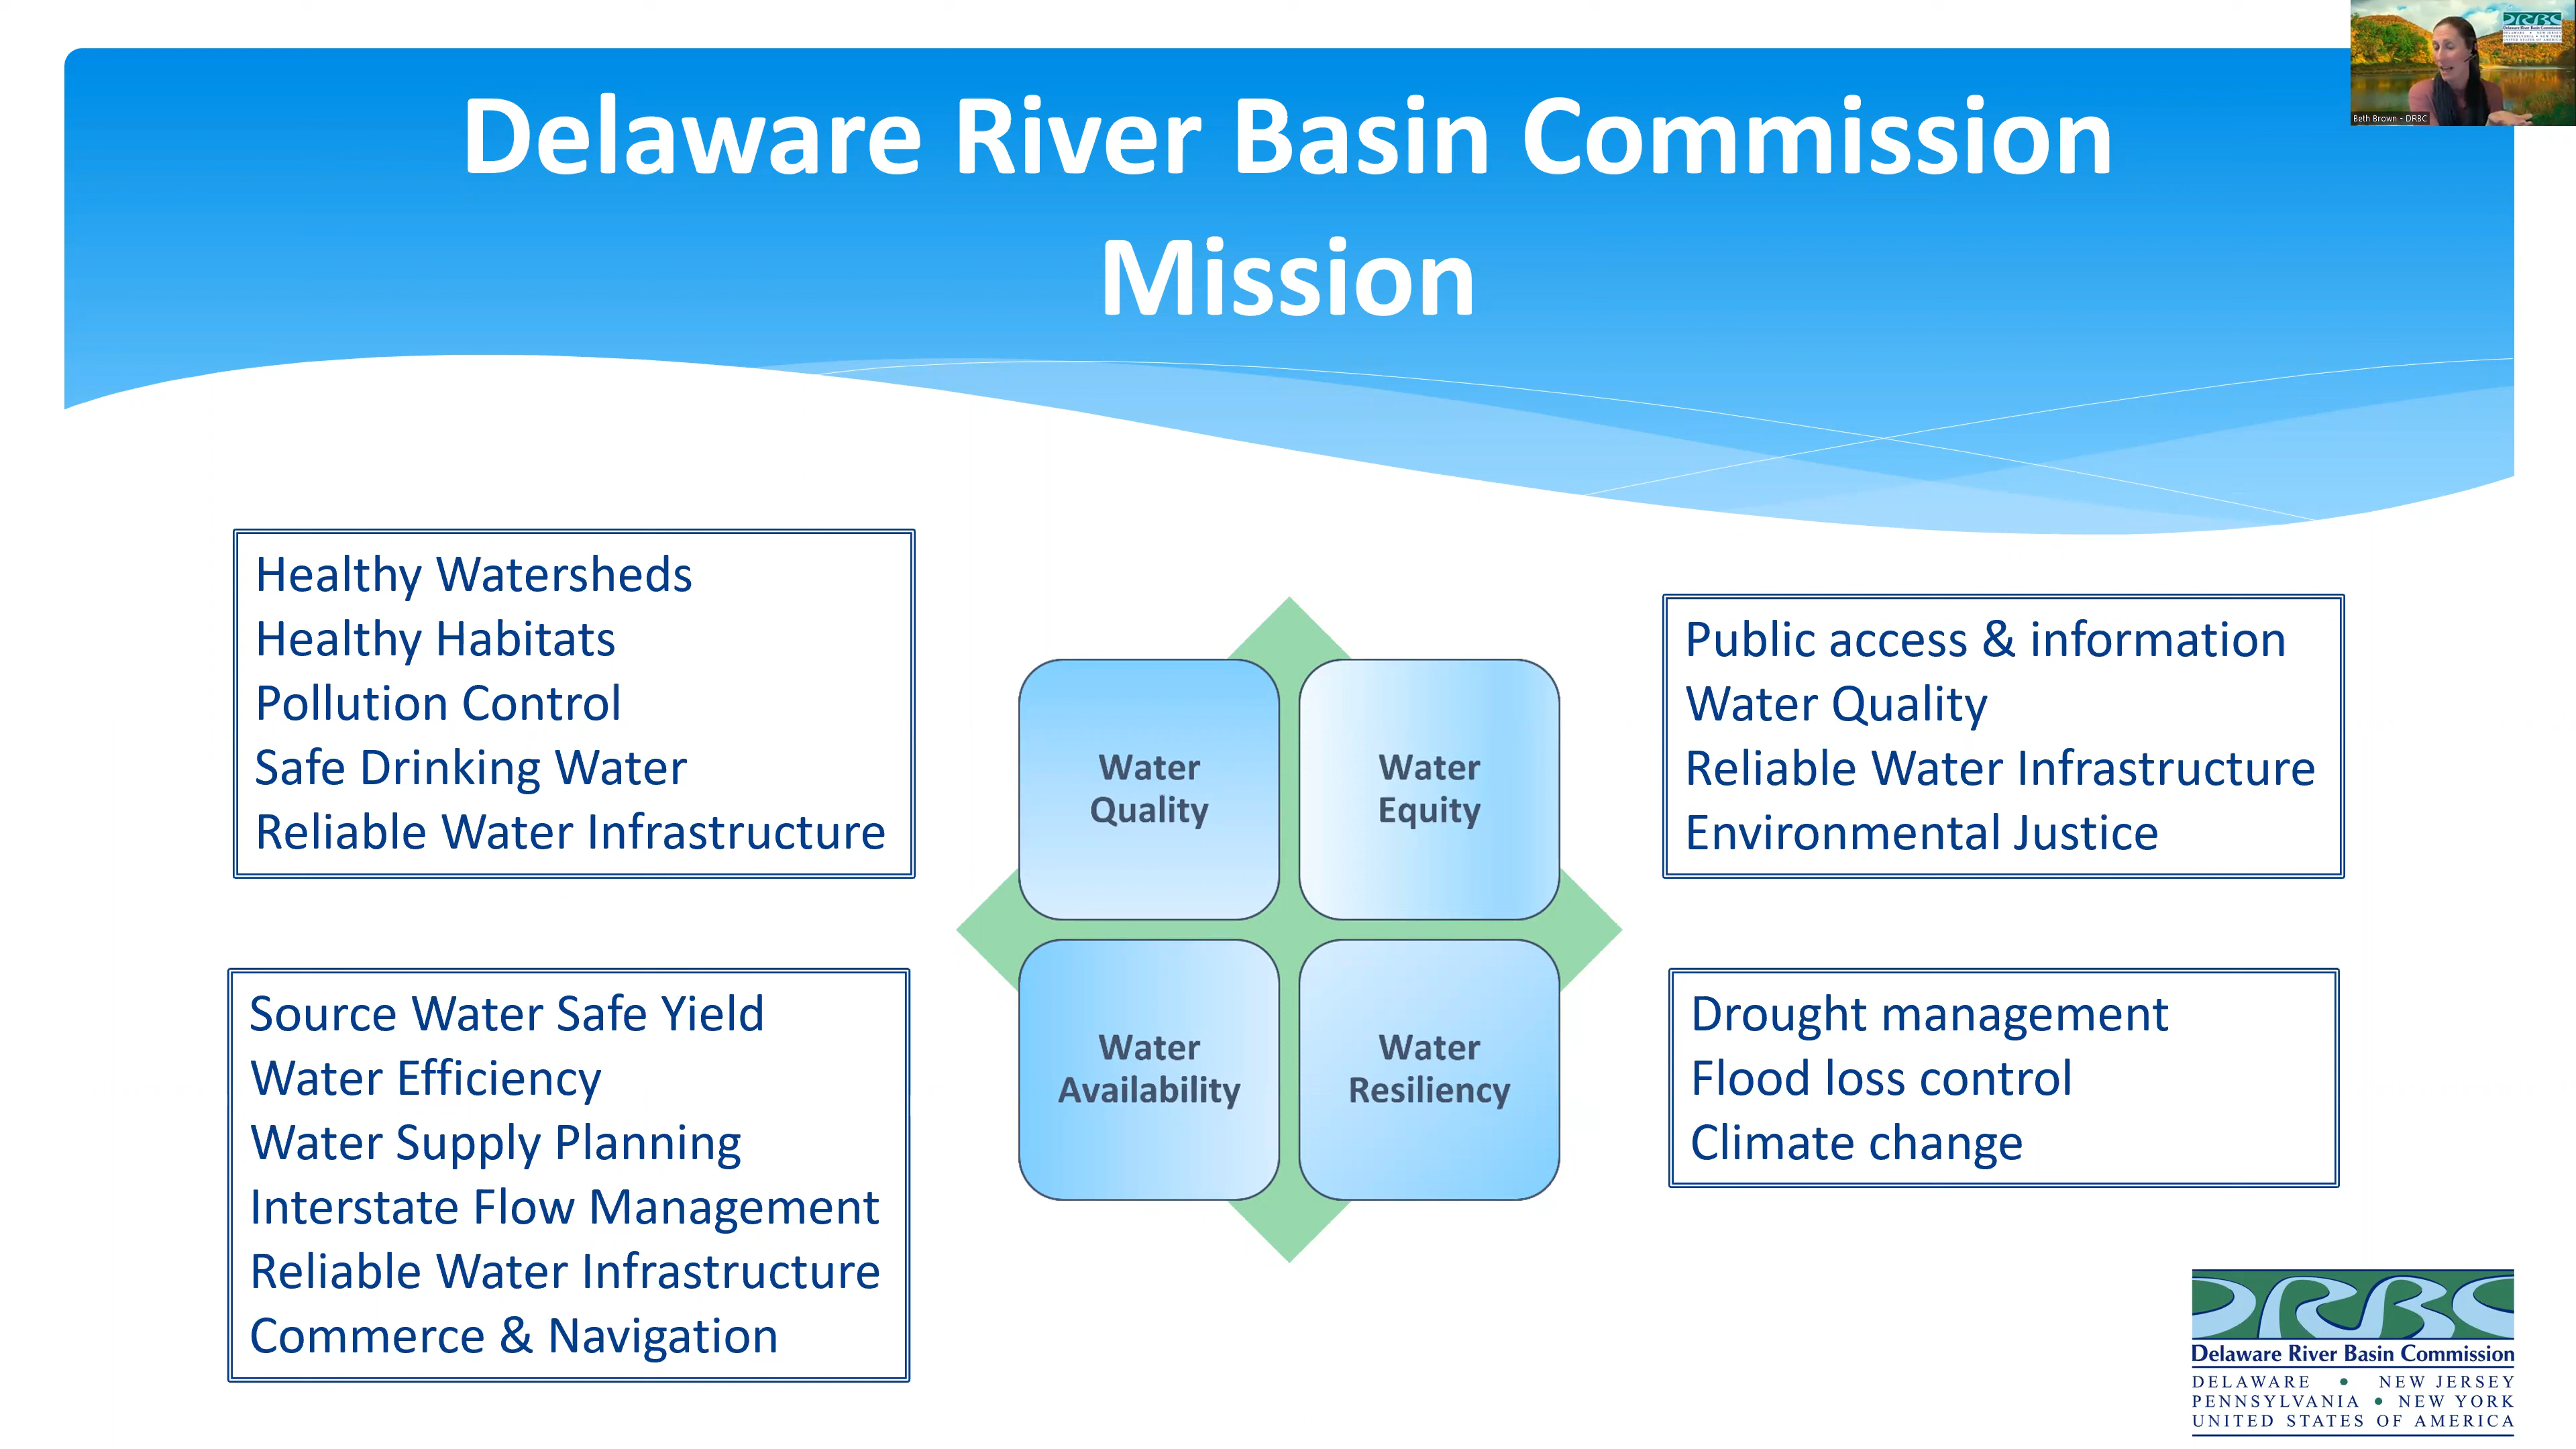 Delaware River Basin Commission
Mission
Beth Brown - DRBC
Healthy Watersheds
Healthy Habitats
Pollution Control
Safe Drinking Water
Reliable Water Infrastructure
Water
Quality
Water
Equity
Public access & information
Water Quality
Reliable Water Infrastructure
Environmental Justice
Source Water Safe Yield
Water Efficiency
Water Supply Planning
Interstate Flow Management
Reliable Water Infrastructure
Commerce & Navigation
Water
Availability
Water
Resiliency
Drought management
Flood loss control
Climate change
DRBC
Delaware River Basin Commission
DELAWARE • NEW JERSEY
PENNSYLVANIA • NEW YORK
UNITED STATES OF AMERICA